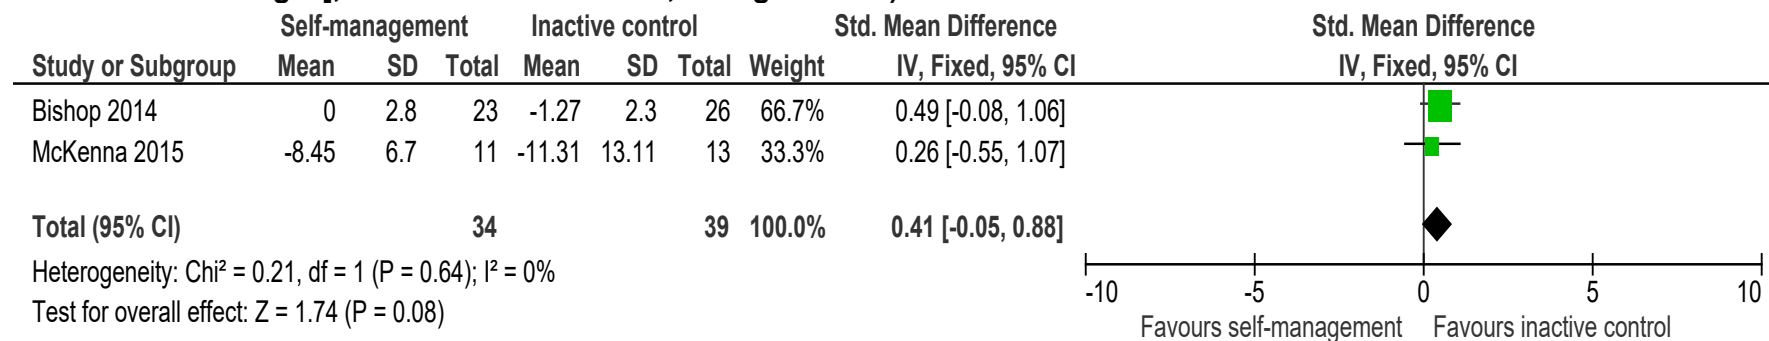 Self-management Inactive control Std. Mean Difference Std. Mean Difference
Study or Subgroup Mean SD Total Mean SD Total Weight IV, Fixed, 95% CI IV, Fixed, 95% CI
Bishop 2014 0 2.8 23 -1.27 2.3 26 66.7% 0.49 [-0.08, 1.06]
McKenna 2015 -8.45 6.7 11 -11.31 13.11 13 33.3% 0.26 [-0.55, 1.07]
Total (95% CI) 34 39 100.0% 0.41 [-0.05, 0.88]
Heterogeneity: Chi² = 0.21, df = 1 (P = 0.64); I² = 0%
Test for overall effect: Z = 1.74 (P = 0.08)
-10 -5 0 5 10
Favours self-management Favours inactive control